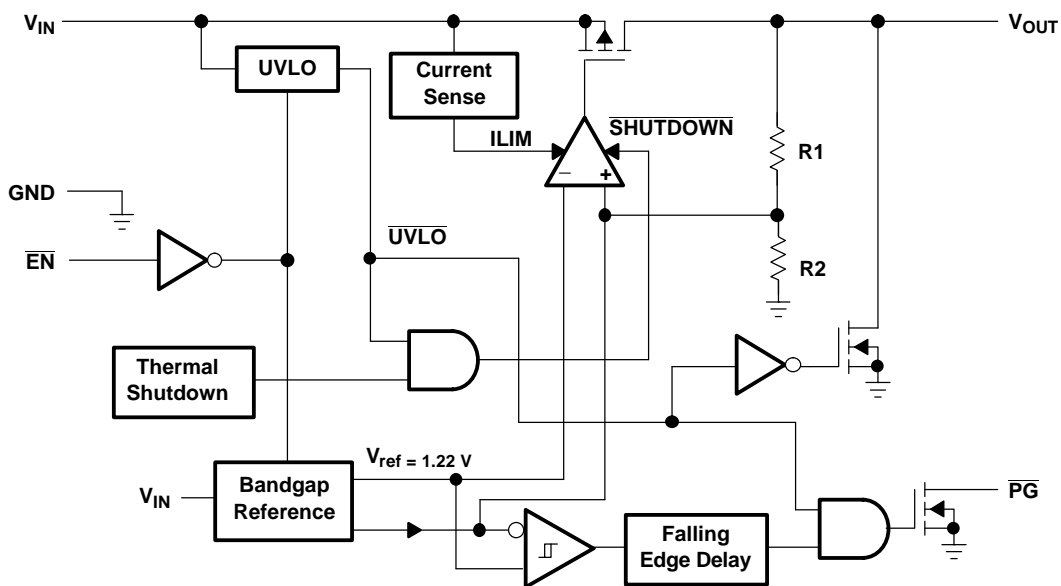 VIN
VOUT
UVLO
Current
Sense
SHUTDOWN
ILIM
R1
− +
GND
UVLO
EN
R2
Thermal
Shutdown
Vref = 1.22 V
VIN
Bandgap
Reference
PG
Falling
Edge Delay